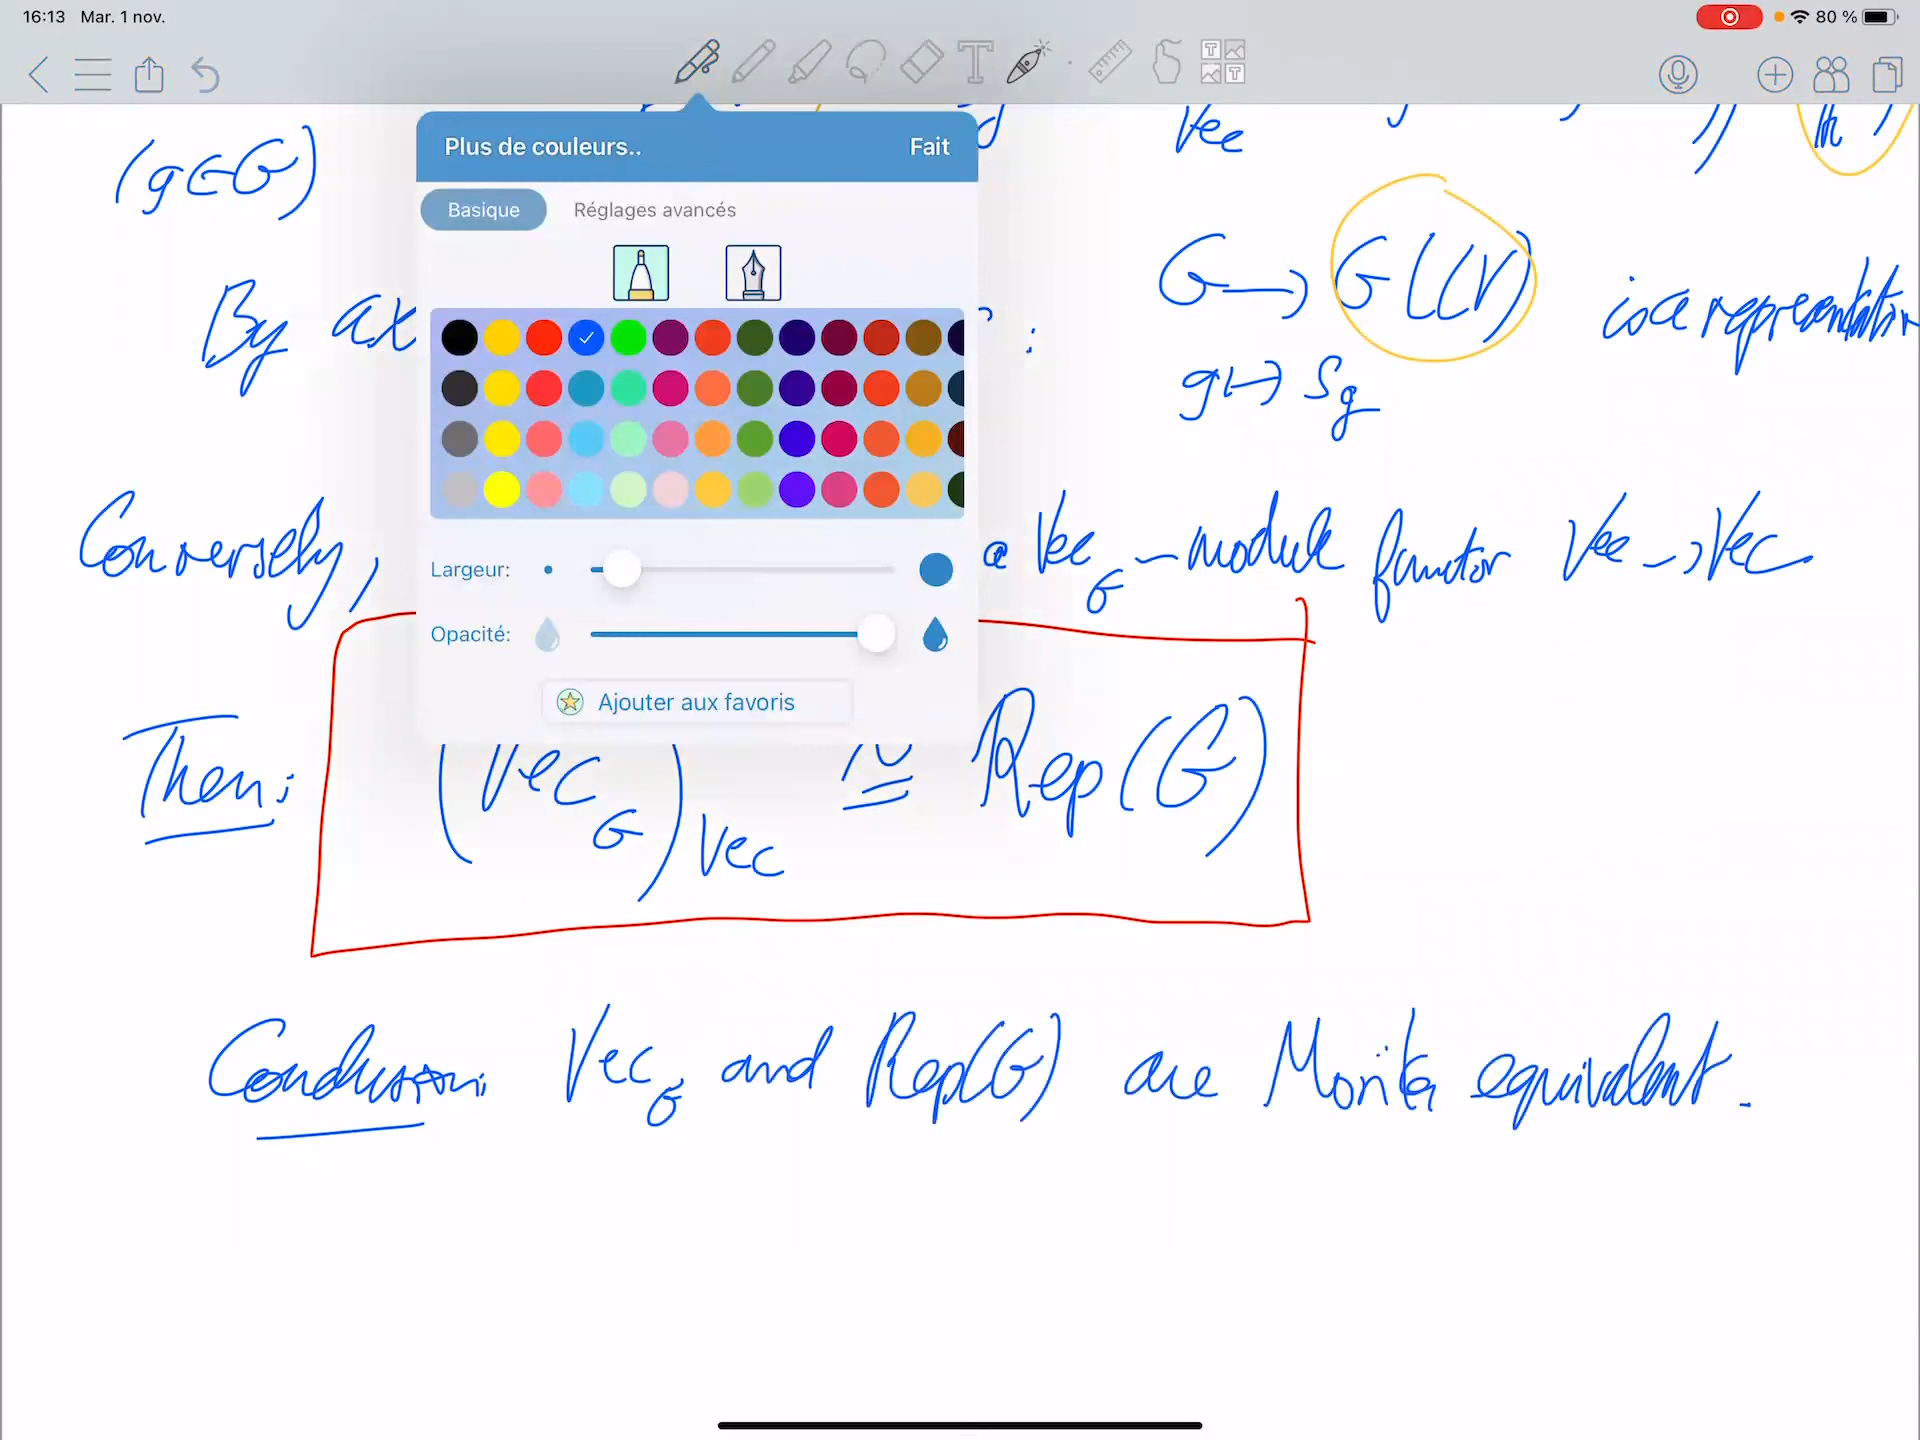 16:13 Mar. 1 nov. 80 %
Plus de couleurs.. Fait
Basique Réglages avancés
Largeur:
Opacité:
Ajouter aux favoris
Vec
(g∈G)
By ax : G → Gl(V) is a representation
g ↦ Sg
Conversely, a Vec_G-module functor Vec → Vec
Then: (Vec_G)_Vec ≅ Rep(G)
Conclusion: Vec_G and Rep(G) are Morita equivalent.